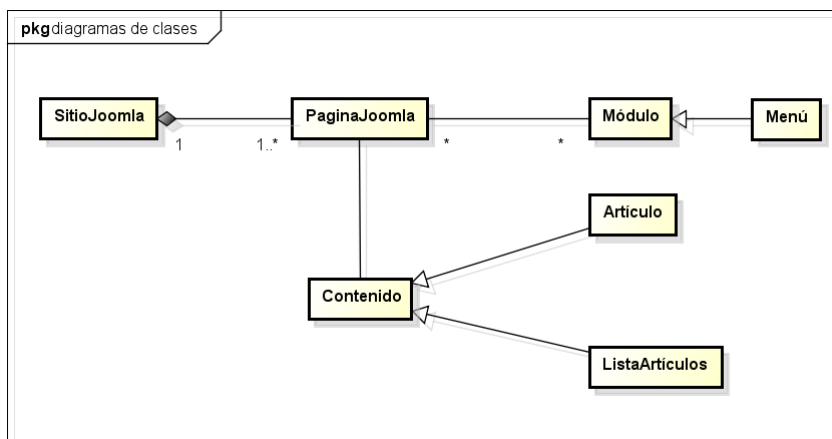 pkg diagramas de clases
SitioJoomla
PaginaJoomla
Módulo
Menú
1
1..*
*
*
Artículo
Contenido
ListaArtículos